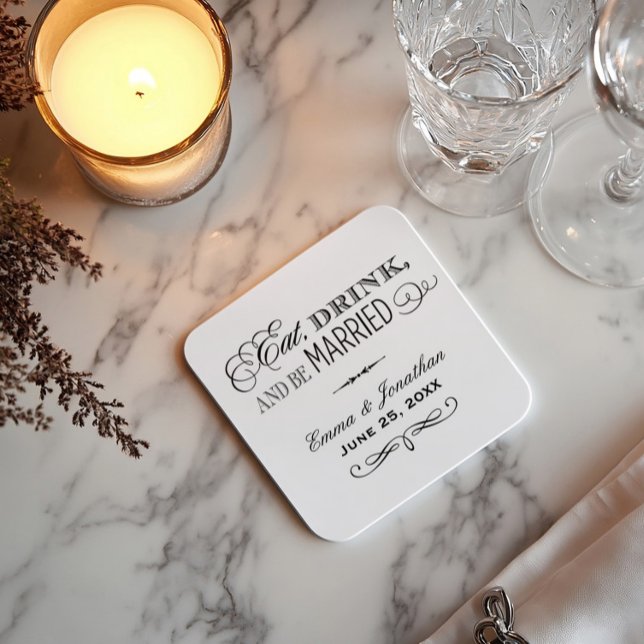 Eat, DRINK,
AND BE MARRIED
Emma & Jonathan
JUNE 25, 20XX